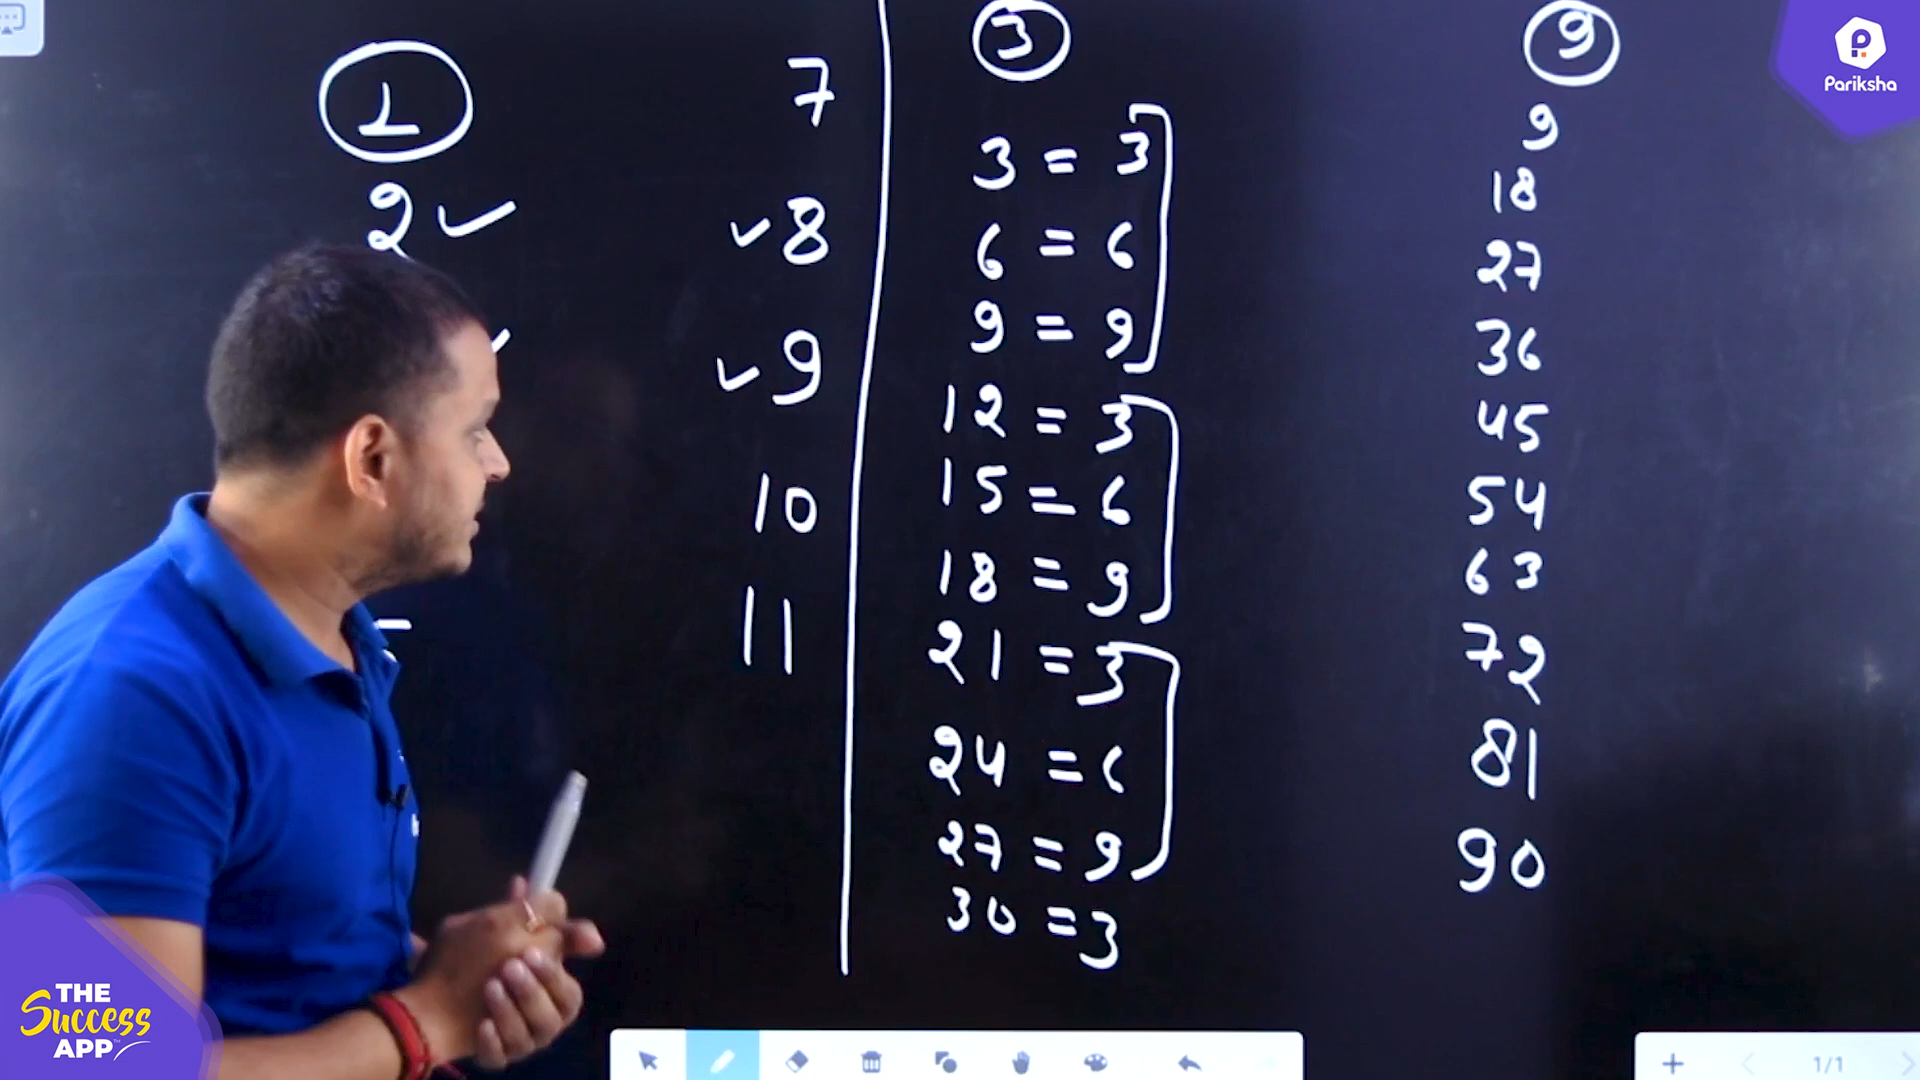 1
2 ✓
7
✓ 8
✓ 9
10
11
3
3 = 3
6 = 6
9 = 9
12 = 3
15 = 6
18 = 9
21 = 3
24 = 6
27 = 9
30 = 3
9
9
18
27
36
45
54
63
72
81
90
Pariksha
THE
Success
APP
1/1